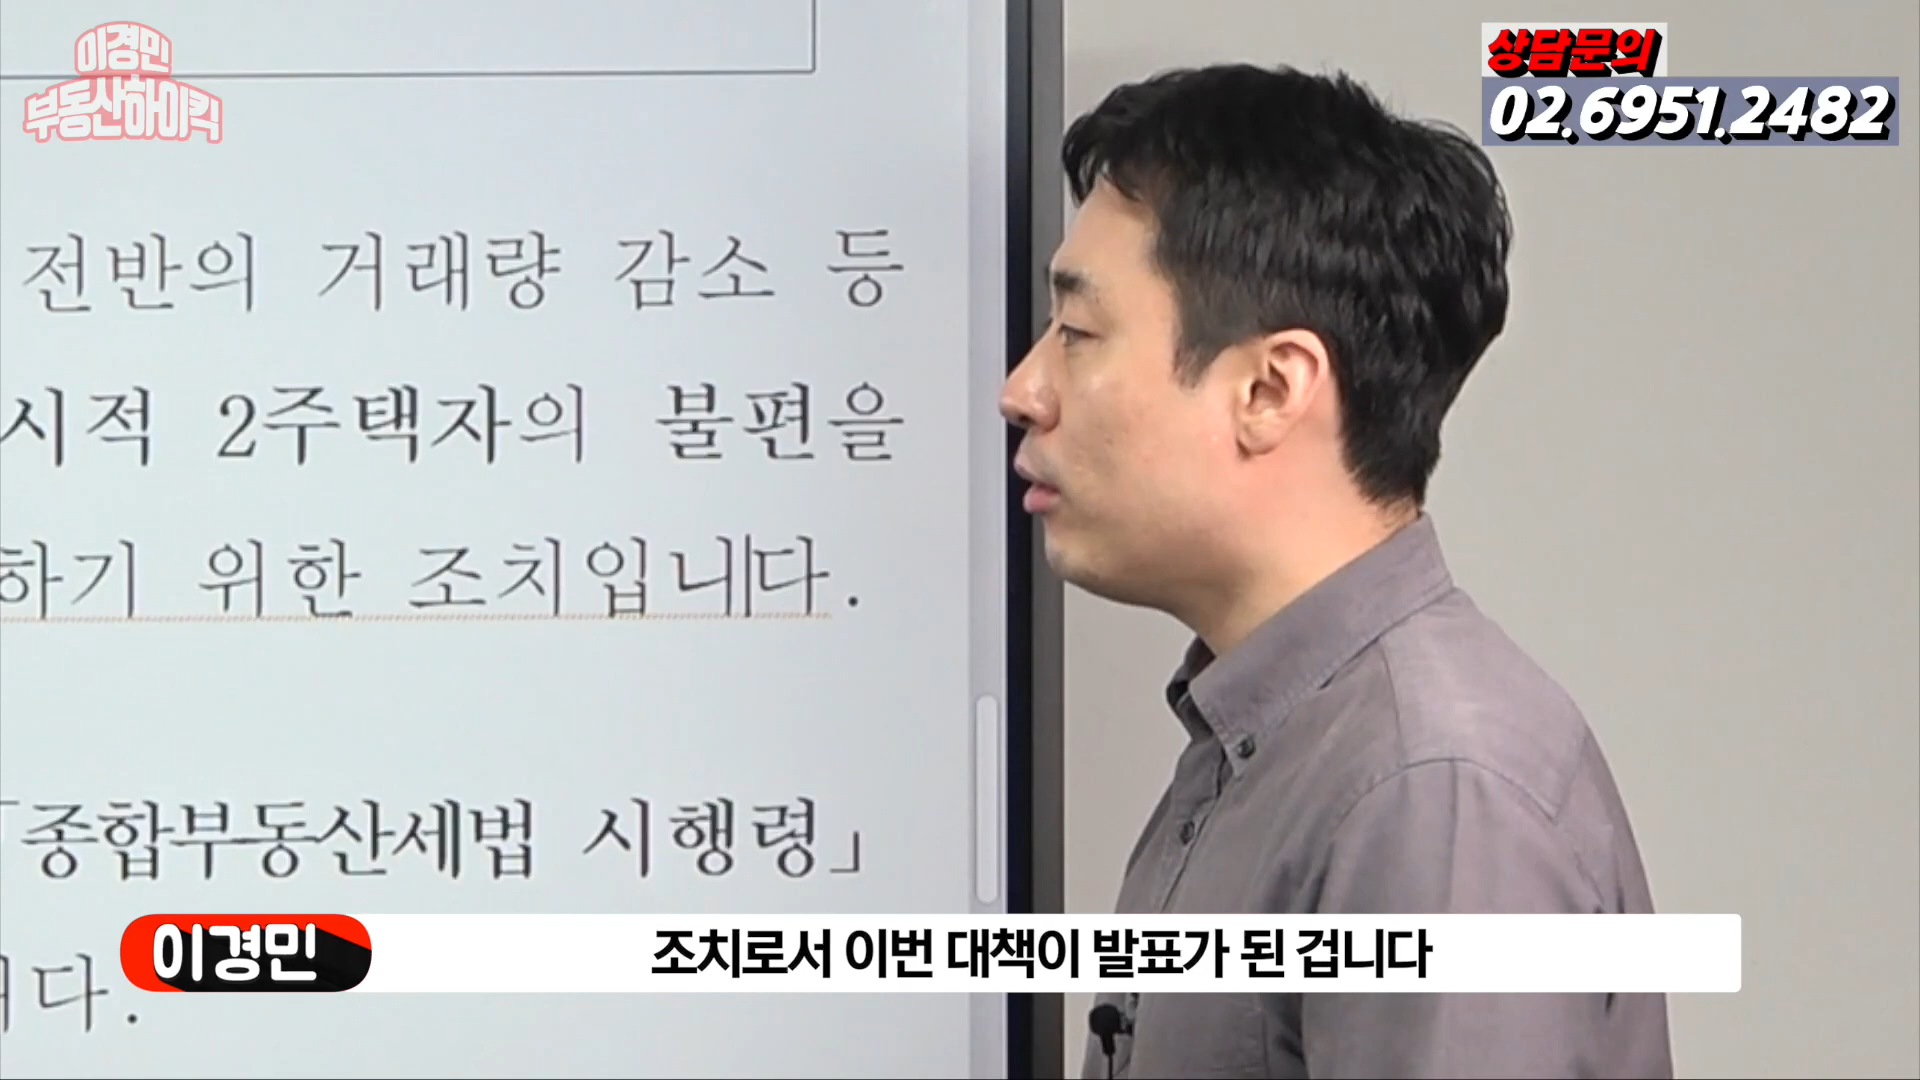 이경민
부동산하이킥
상담문의
02.6951.2482
전반의 거래량 감소 등
시적 2주택자의 불편을
하기 위한 조치입니다.
「종합부동산세법 시행령」
다.
이경민 조치로서 이번 대책이 발표가 된 겁니다